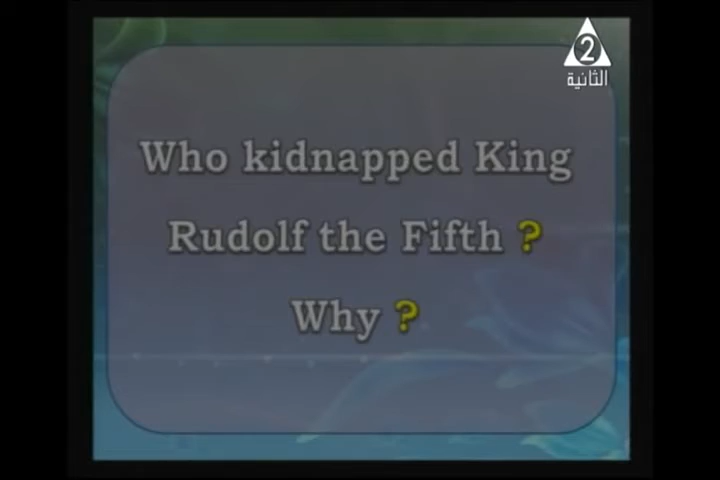 2
الثانية
Who kidnapped King
Rudolf the Fifth ?
Why ?